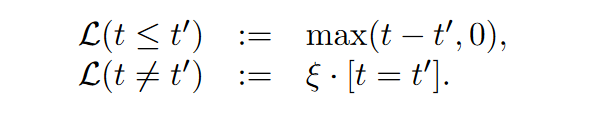 𝓛(t ≤ t′) := max(t − t′, 0),
𝓛(t ≠ t′) := ξ · [t = t′].